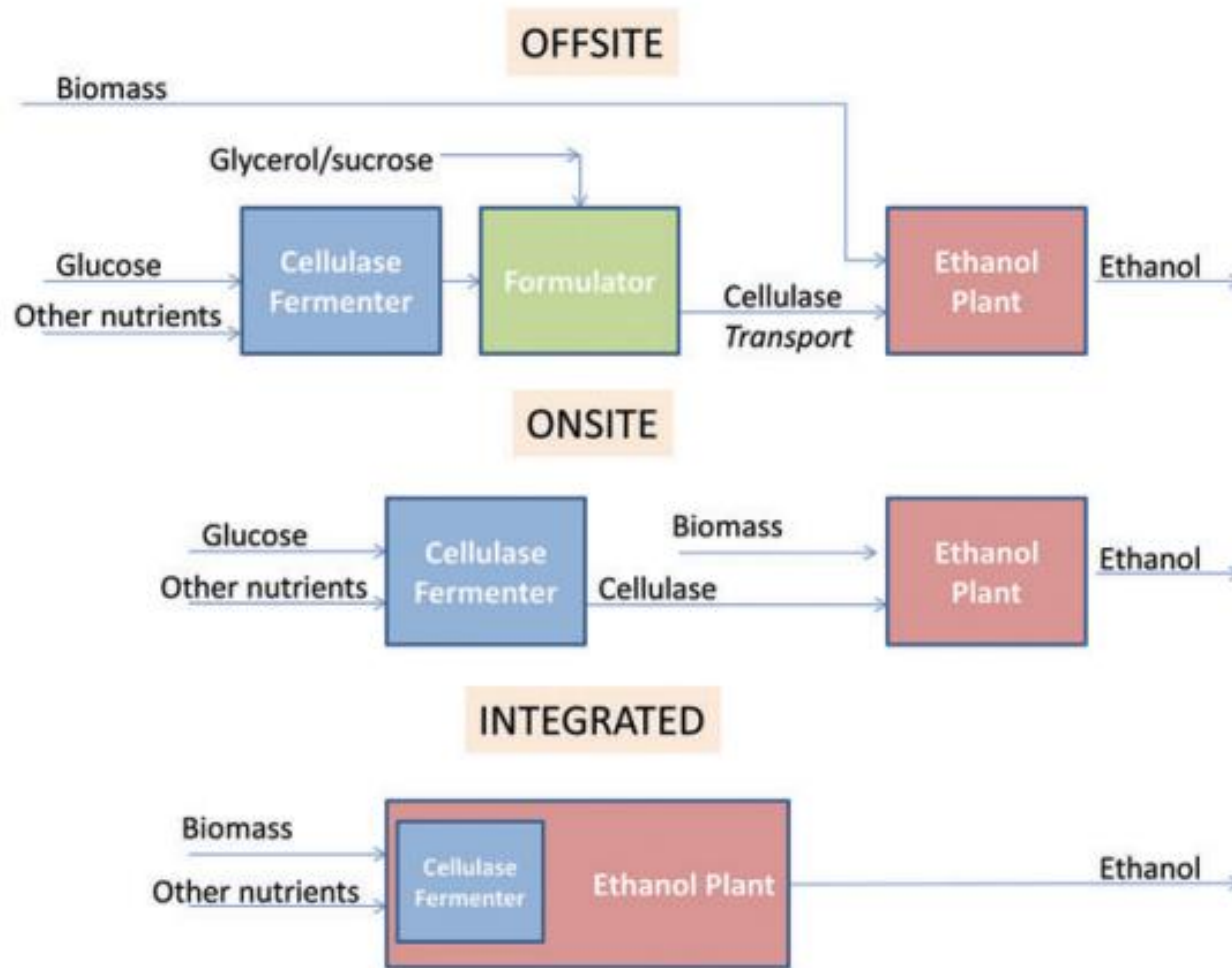 OFFSITE
Biomass
Glycerol/sucrose
Glucose
Other nutrients
Cellulase
Fermenter
Formulator
Cellulase
Transport
Ethanol
Plant
Ethanol
ONSITE
Glucose
Other nutrients
Cellulase
Fermenter
Cellulase
Biomass
Ethanol
Plant
Ethanol
INTEGRATED
Biomass
Other nutrients
Cellulase
Fermenter
Ethanol Plant
Ethanol